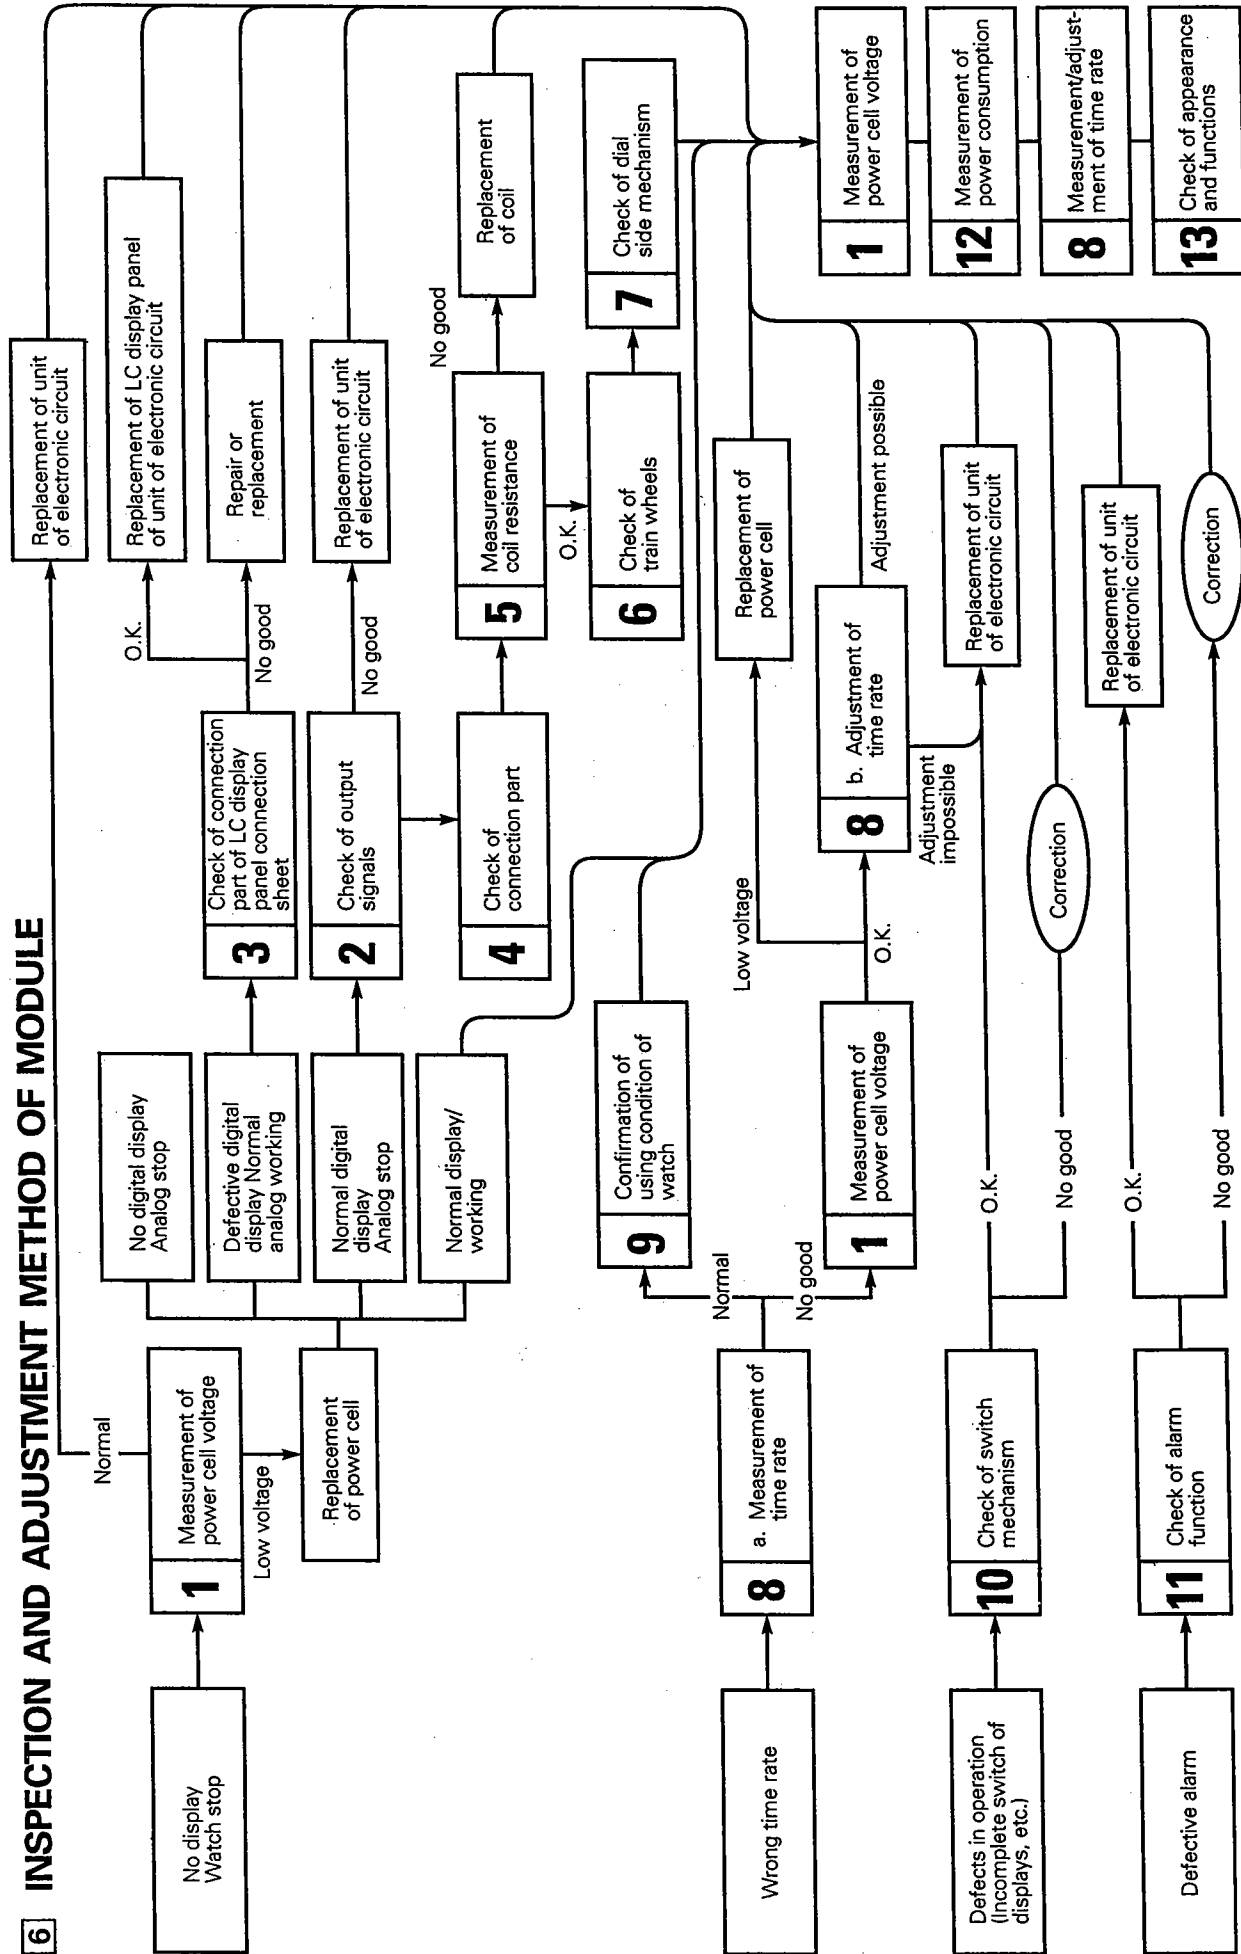 6 INSPECTION AND ADJUSTMENT METHOD OF MODULE
No display
Watch stop
1
Measurement of
power cell voltage
Normal
Low voltage
Replacement
of power cell
No digital display
Analog stop
Defective digital
display Normal
analog working
Normal digital
display
Analog stop
Normal display/
working
3
Check of connection
part of LC display
panel connection
sheet
2
Check of output
signals
4
Check of
connection part
O.K.
No good
No good
Replacement of unit
of electronic circuit
Replacement of LC display panel
of unit of electronic circuit
Repair or
replacement
Replacement of unit
of electronic circuit
5
Measurement of
coil resistance
No good
O.K.
Replacement
of coil
6
Check of
train wheels
7
Check of dial
side mechanism
Wrong time rate
8
a. Measurement of
time rate
Normal
No good
9
Confirmation of
using condition of
watch
1
Measurement of
power cell voltage
Low voltage
O.K.
Replacement of
power cell
8
b. Adjustment of
time rate
Adjustment possible
Adjustment
impossible
Replacement of unit
of electronic circuit
Defects in operation
(Incomplete switch of
displays, etc.)
10
Check of switch
mechanism
O.K.
No good
Correction
Defective alarm
11
Check of alarm
function
O.K.
No good
Replacement of unit
of electronic circuit
Correction
1
Measurement of
power cell voltage
12
Measurement of
power consumption
8
Measurement/adjust-
ment of time rate
13
Check of appearance
and functions